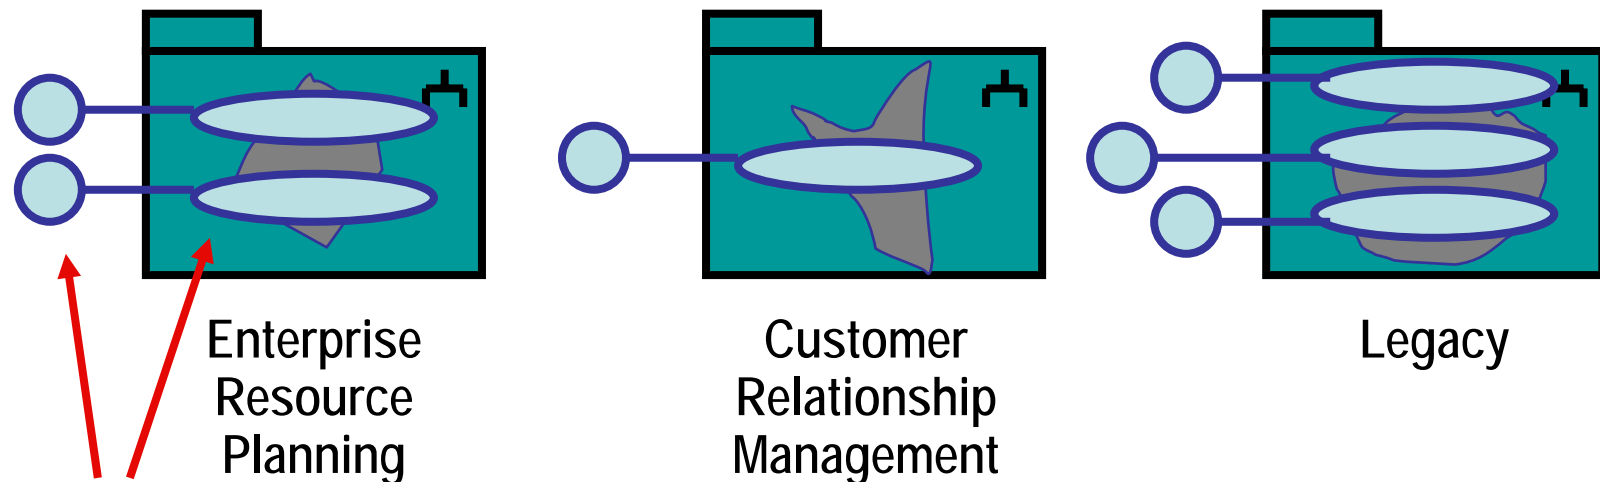 Enterprise
Resource
Planning
Customer
Relationship
Management
Legacy